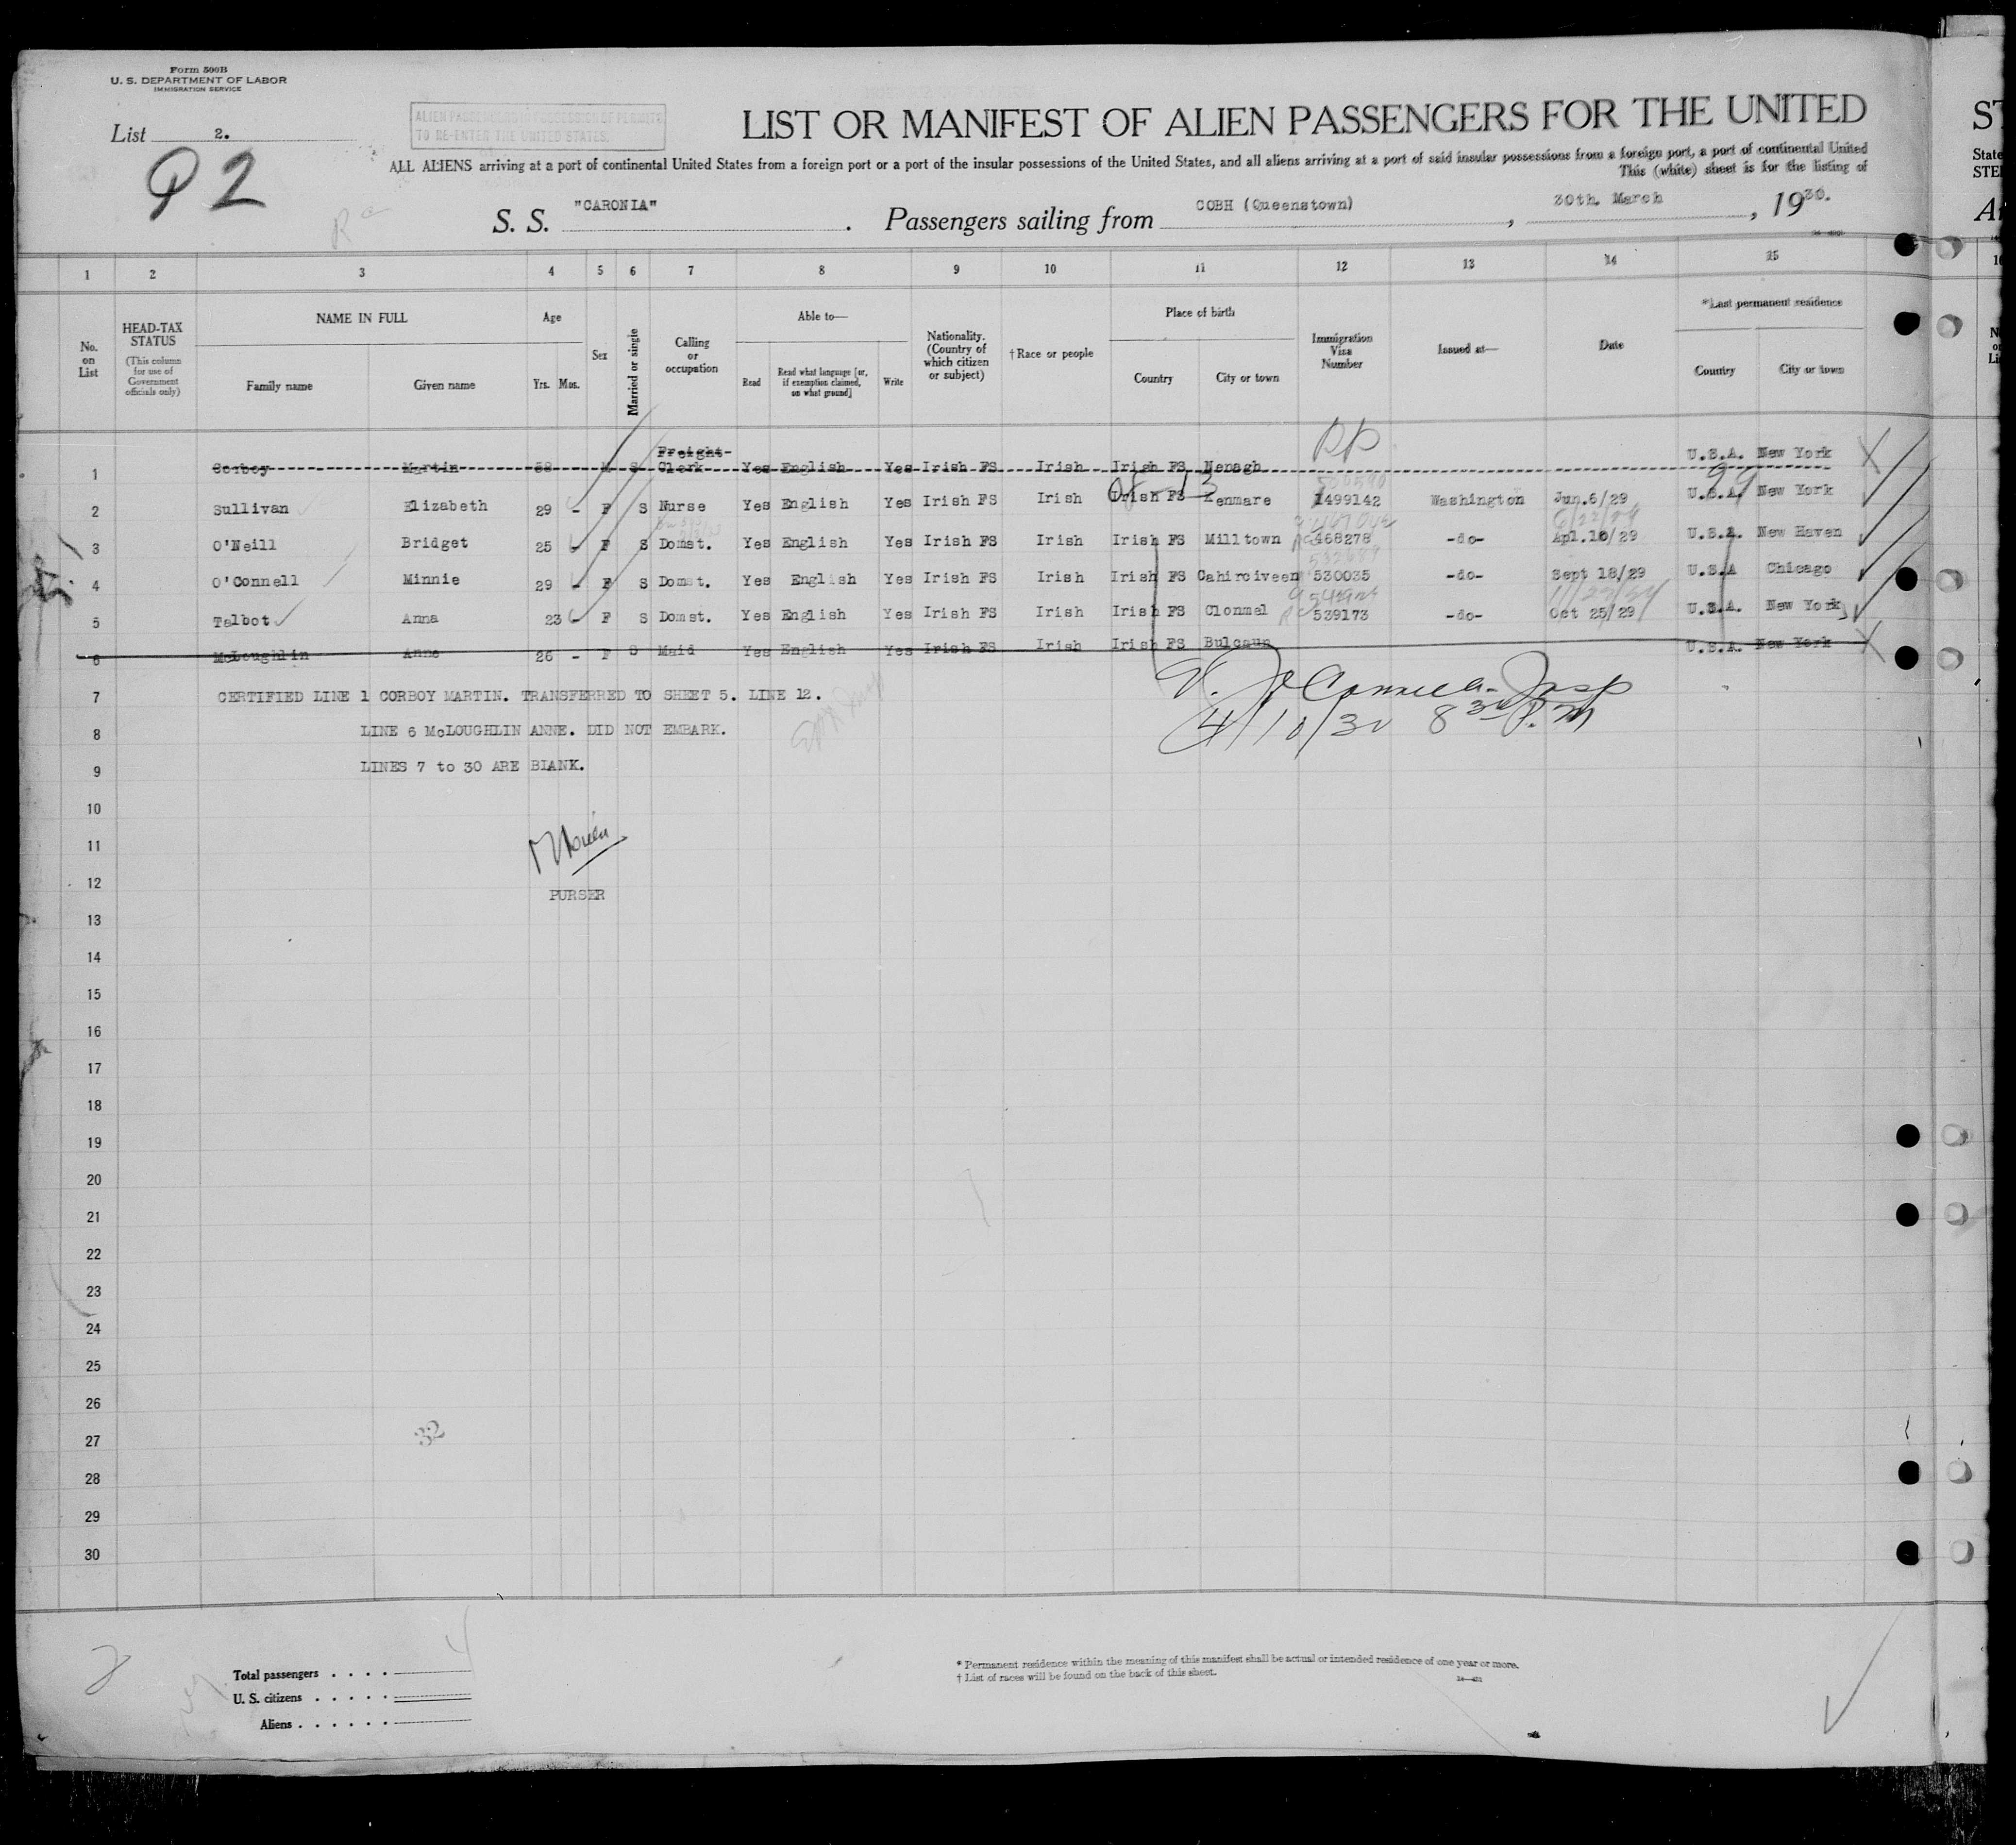 Form 500B
U. S. DEPARTMENT OF LABOR
IMMIGRATION SERVICE
List 2.
92
ALIEN PASSENGERS IN POSSESSION OF PERMITS
TO RE-ENTER THE UNITED STATES.
LIST OR MANIFEST OF ALIEN PASSENGERS FOR THE UNITED
ALL ALIENS arriving at a port of continental United States from a foreign port or a port of the insular possessions of the United States, and all aliens arriving at a port of said insular possessions from a foreign port, a port of continental United
This (white) sheet is for the listing of
S. S. "CARONIA". Passengers sailing from COBH (Queenstown), 30th. March, 1930.
1 2 3 4 5 6 7 8 9 10 11 12 13 14 15
No. on List
HEAD-TAX STATUS (This column for use of Government officials only)
NAME IN FULL Family name Given name
Age Yrs. Mos.
Sex
Married or single
Calling or occupation
Able to— Read Read what language [or, if exemption claimed, on what ground] Write
Nationality. (Country of which citizen or subject)
†Race or people
Place of birth Country City or town
Immigration Visa Number
Issued at—
Date
*Last permanent residence Country City or town
PP
1 Corboy Martin 38 M S Freight-Clerk Yes English Yes Irish FS Irish Irish FS Nenagh U.S.A. New York
2 Sullivan Elizabeth 29 - F S Nurse Yes English Yes Irish FS Irish Irish FS Kenmare 1499142 Washington Jun.6/29 U.S.A. New York
3 O'Neill Bridget 25 - F S Domst. Yes English Yes Irish FS Irish Irish FS Milltown 468278 -do- Apl.10/29 U.S.A. New Haven
4 O'Connell Minnie 29 - F S Domst. Yes English Yes Irish FS Irish Irish FS Cahirciveen 530035 -do- Sept 18/29 U.S.A Chicago
5 Talbot Anna 23 - F S Domst. Yes English Yes Irish FS Irish Irish FS Clonmel 539173 -do- Oct 25/29 U.S.A. New York
6 McLoughlin Anne 26 - F S Maid Yes English Yes Irish FS Irish Irish FS Bulcaun U.S.A. New York
7 CERTIFIED LINE 1 CORBOY MARTIN. TRANSFERRED TO SHEET 5. LINE 12.
8 LINE 6 McLOUGHLIN ANNE. DID NOT EMBARK.
4/10/30 8 30 P.M
9 LINES 7 to 30 ARE BLANK.
10
11
12 PURSER
13
14
15
16
17
18
19
20
21
22
23
24
25
26
27
32
28
29
30
Total passengers . . . . 4
U. S. citizens . . . . .
Aliens . . . . . .
* Permanent residence within the meaning of this manifest shall be actual or intended residence of one year or more.
† List of races will be found on the back of this sheet.